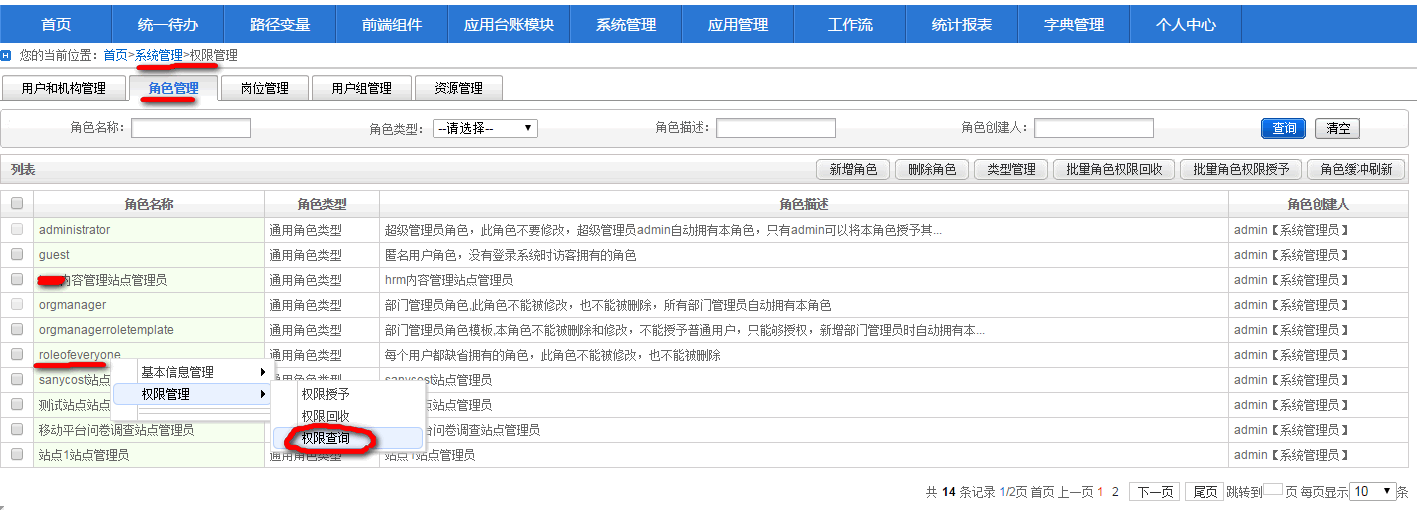 首页 统一待办 路径变量 前端组件 应用台账模块 系统管理 应用管理 工作流 统计报表 字典管理 个人中心
H 您的当前位置：首页>系统管理>权限管理
用户和机构管理 角色管理 岗位管理 用户组管理 资源管理
角色名称： 角色类型： --请选择-- 角色描述： 角色创建人： 查询 清空
列表 新增角色 删除角色 类型管理 批量角色权限回收 批量角色权限授予 角色缓冲刷新
角色名称 角色类型 角色描述 角色创建人
administrator 通用角色类型 超级管理员角色，此角色不要修改，超级管理员admin自动拥有本角色，只有admin可以将本角色授予其... admin【系统管理员】
guest 通用角色类型 匿名用户角色，没有登录系统时访客拥有的角色 admin【系统管理员】
内容管理站点管理员 通用角色类型 hrm内容管理站点管理员 admin【系统管理员】
orgmanager 通用角色类型 部门管理员角色,此角色不能被修改，也不能被删除，所有部门管理员自动拥有本角色 admin【系统管理员】
orgmanagerroletemplate 通用角色类型 部门管理员角色模板,本角色不能被删除和修改，不能授予普通用户，只能够授权，新增部门管理员时自动拥有本... admin【系统管理员】
roleofeveryone 通用角色类型 每个用户都缺省拥有的角色，此角色不能被修改，也不能被删除 admin【系统管理员】
基本信息管理
权限管理
权限授予
权限回收
权限查询
sanycost站点 通用角色类型 sanycost站点管理员 admin【系统管理员】
测试站点站点 点站点管理员 admin【系统管理员】
移动平台问卷调查站点管理员 台问卷调查站点管理员 admin【系统管理员】
站点1站点管理员 通用角色类型 站点1站点管理员 admin【系统管理员】
共 14 条记录 1/2页 首页 上一页 1 2 下一页 尾页 跳转到 页 每页显示 10 条